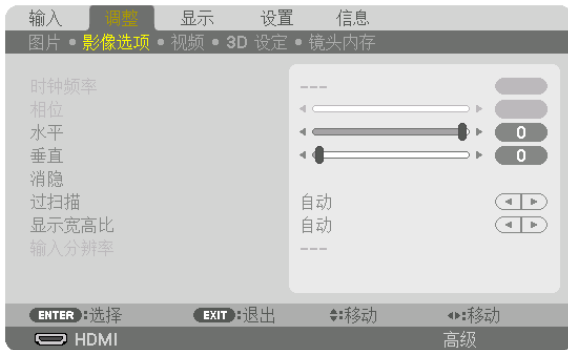 输入 调整 显示 设置 信息
图片 • 影像选项 • 视频 • 3D 设定 • 镜头内存
时钟频率 ---
相位
水平 0
垂直 0
消隐
过扫描 自动
显示宽高比 自动
输入分辨率 ---
ENTER :选择 EXIT :退出 :移动 :移动
HDMI 高级